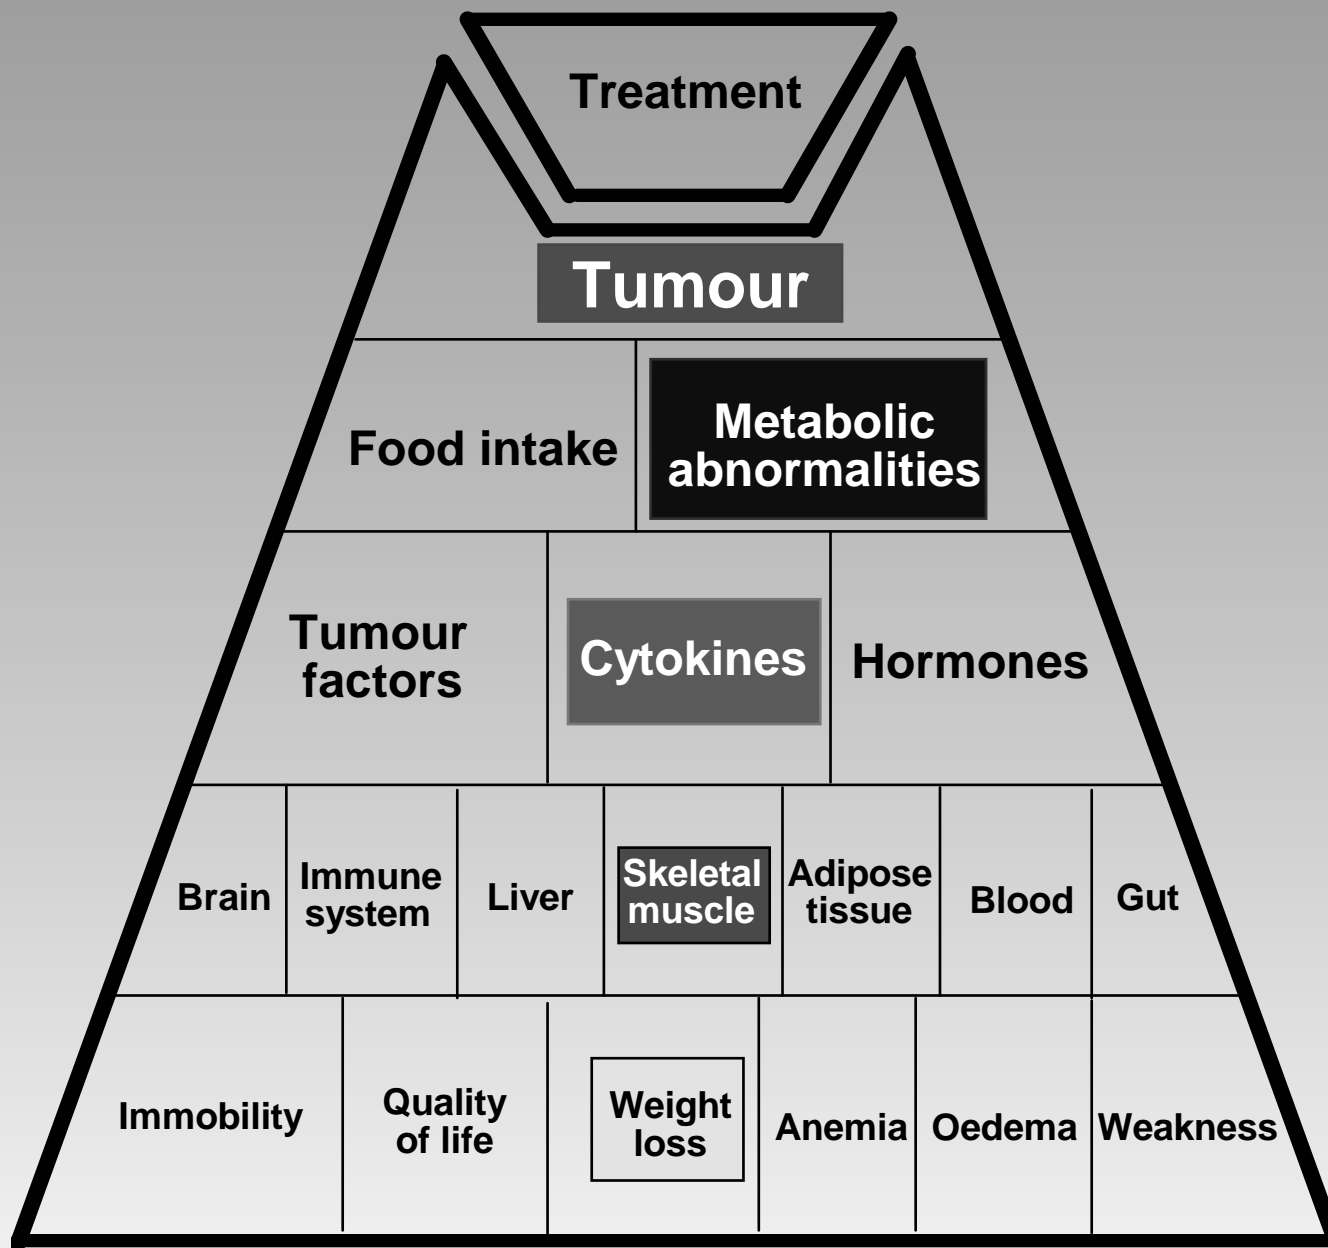 Treatment
Tumour
Food intake
Metabolic
abnormalities
Tumour
factors
Cytokines
Hormones
Brain
Immune
system
Liver
Skeletal
muscle
Adipose
tissue
Blood
Gut
Immobility
Quality
of life
Weight
loss
Anemia
Oedema
Weakness